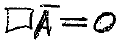 □Ā = 0